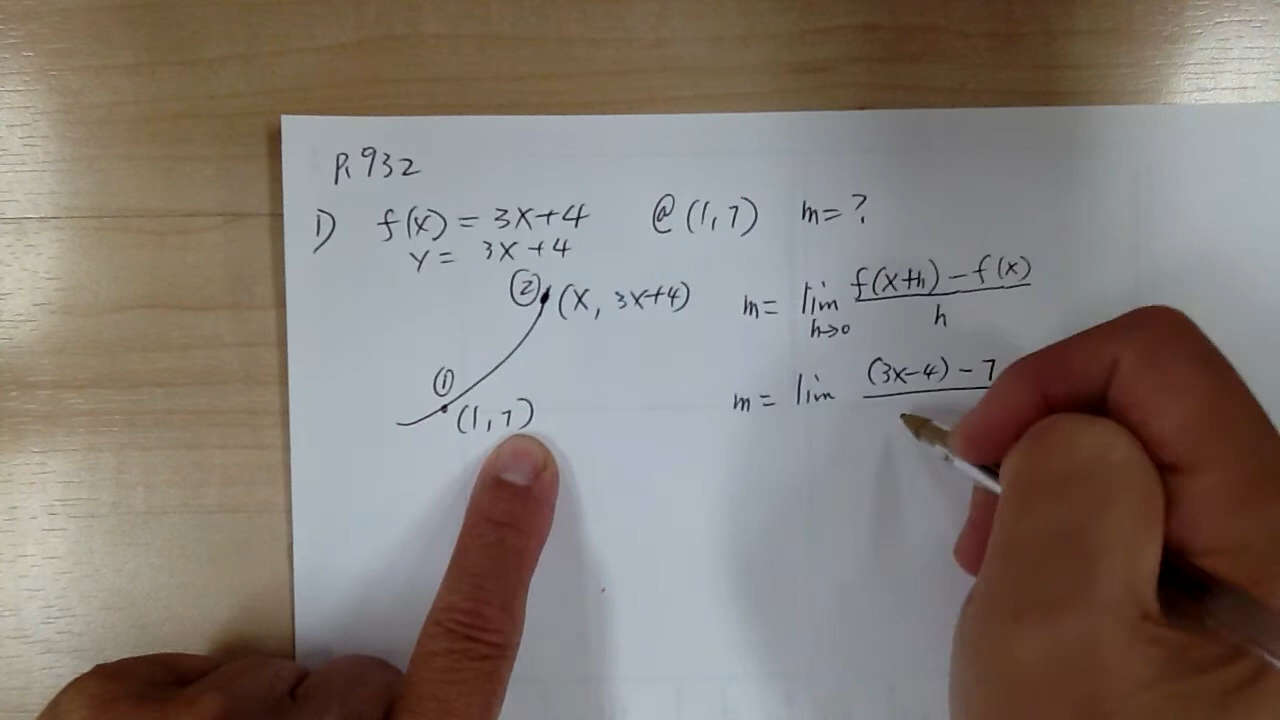 P. 932
1) f(x) = 3x+4 @ (1, 7) m = ?
y = 3x+4
② (x, 3x+4)
① (1, 7)
m = lim h→0 f(x+h) - f(x) / h
m = lim (3x-4) - 7